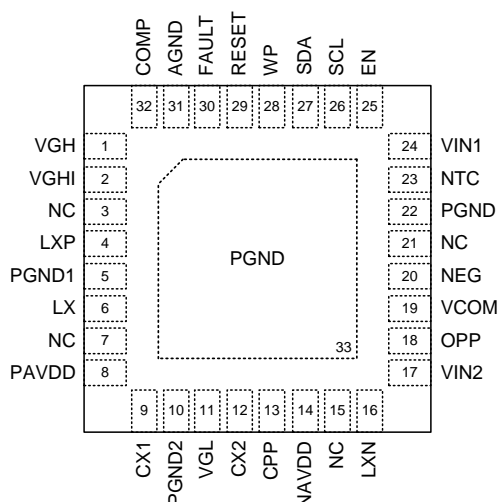 COMP
AGND
FAULT
RESET
WP
SDA
SCL
EN
32
31
30
29
28
27
26
25
VGH 1
VGHI 2
NC 3
LXP 4
PGND1 5
LX 6
NC 7
PAVDD 8
PGND
33
24 VIN1
23 NTC
22 PGND
21 NC
20 NEG
19 VCOM
18 OPP
17 VIN2
9
10
11
12
13
14
15
16
CX1
PGND2
VGL
CX2
CPP
NAVDD
NC
LXN